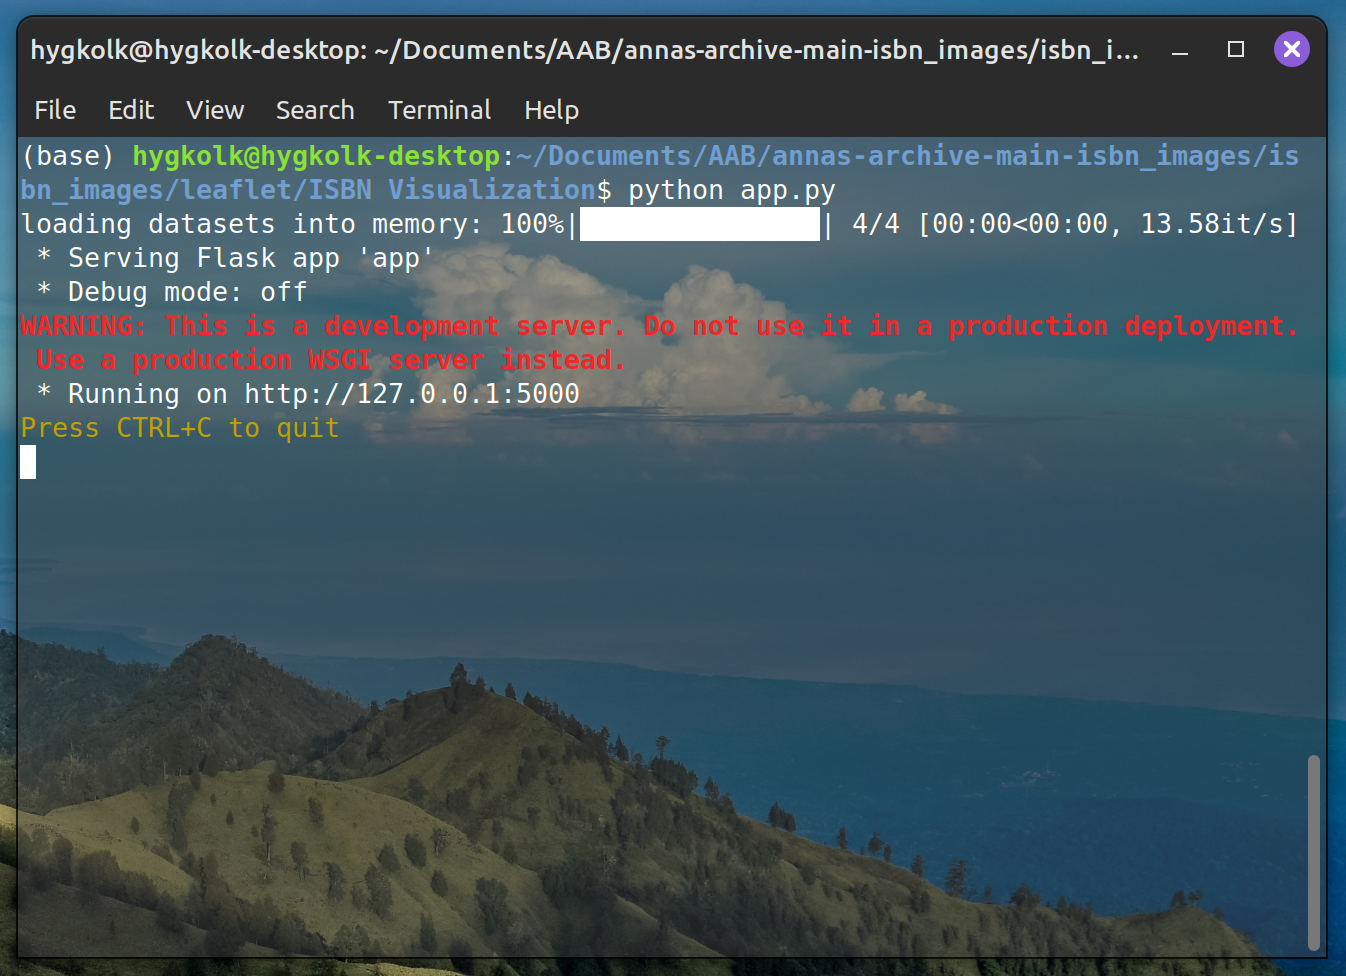 hygkolk@hygkolk-desktop: ~/Documents/AAB/annas-archive-main-isbn_images/isbn_i...
File Edit View Search Terminal Help
(base) hygkolk@hygkolk-desktop:~/Documents/AAB/annas-archive-main-isbn_images/is
bn_images/leaflet/ISBN Visualization$ python app.py
loading datasets into memory: 100%|███████████████| 4/4 [00:00<00:00, 13.58it/s]
 * Serving Flask app 'app'
 * Debug mode: off
WARNING: This is a development server. Do not use it in a production deployment.
 Use a production WSGI server instead.
 * Running on http://127.0.0.1:5000
Press CTRL+C to quit